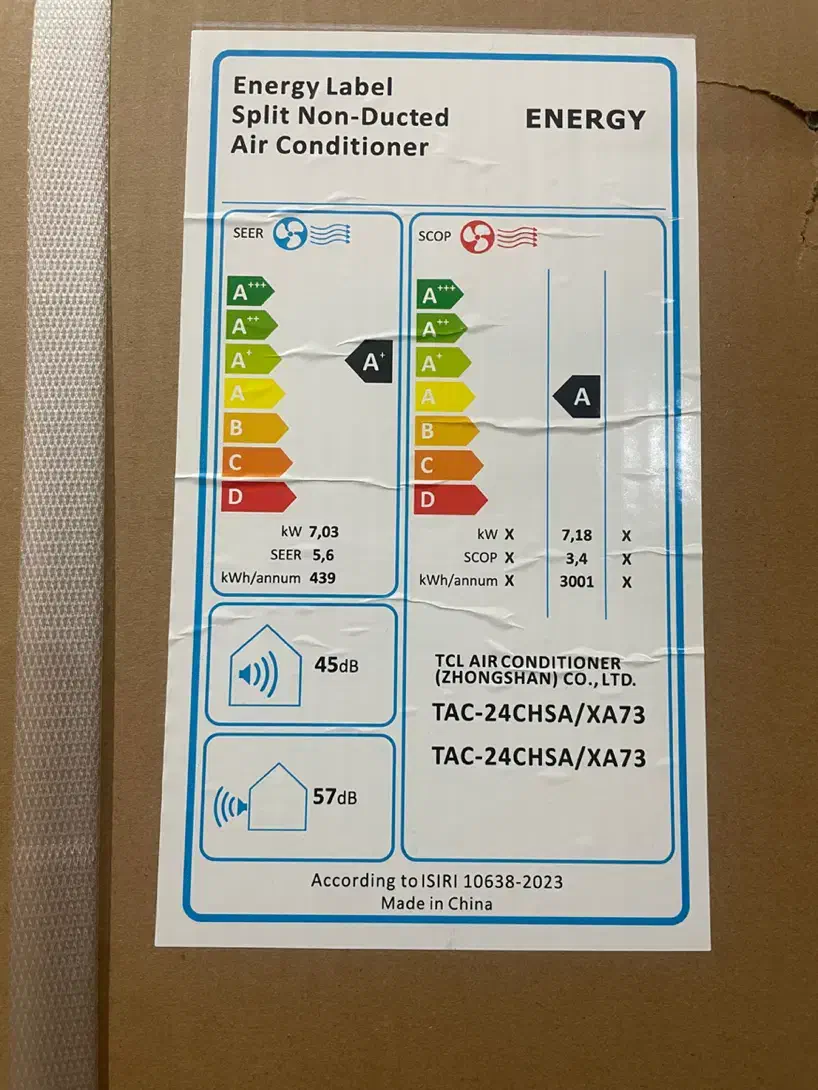 Energy Label
Split Non-Ducted
Air Conditioner
ENERGY
SEER
A+++
A++
A+
A
B
C
D
A+
kW 7,03
SEER 5,6
kWh/annum 439
SCOP
A+++
A++
A+
A
B
C
D
A
kW X 7,18 X
SCOP X 3,4 X
kWh/annum X 3001 X
45dB
57dB
TCL AIR CONDITIONER
(ZHONGSHAN) CO., LTD.
TAC-24CHSA/XA73
TAC-24CHSA/XA73
According to ISIRI 10638-2023
Made in China